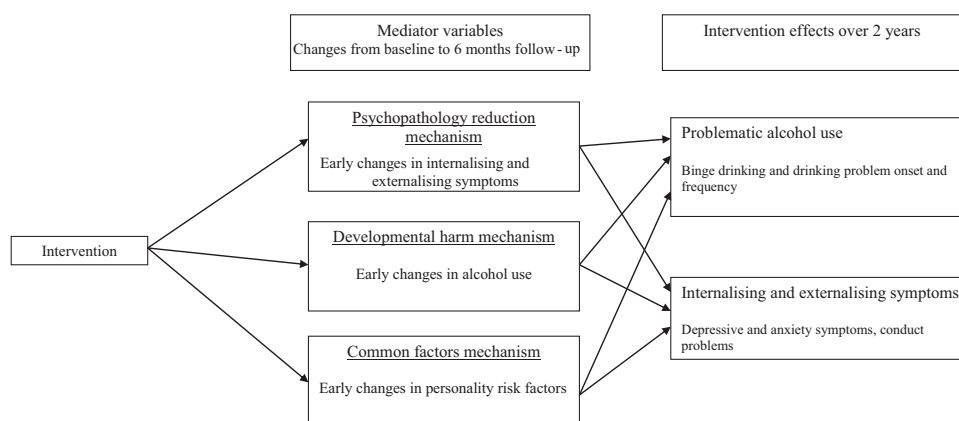 Mediator variables
Changes from baseline to 6 months follow-up
Intervention effects over 2 years
Psychopathology reduction
mechanism
Early changes in internalising and
externalising symptoms
Problematic alcohol use
Binge drinking and drinking problem onset and
frequency
Intervention
Developmental harm mechanism
Early changes in alcohol use
Internalising and externalising symptoms
Depressive and anxiety symptoms, conduct
problems
Common factors mechanism
Early changes in personality risk factors